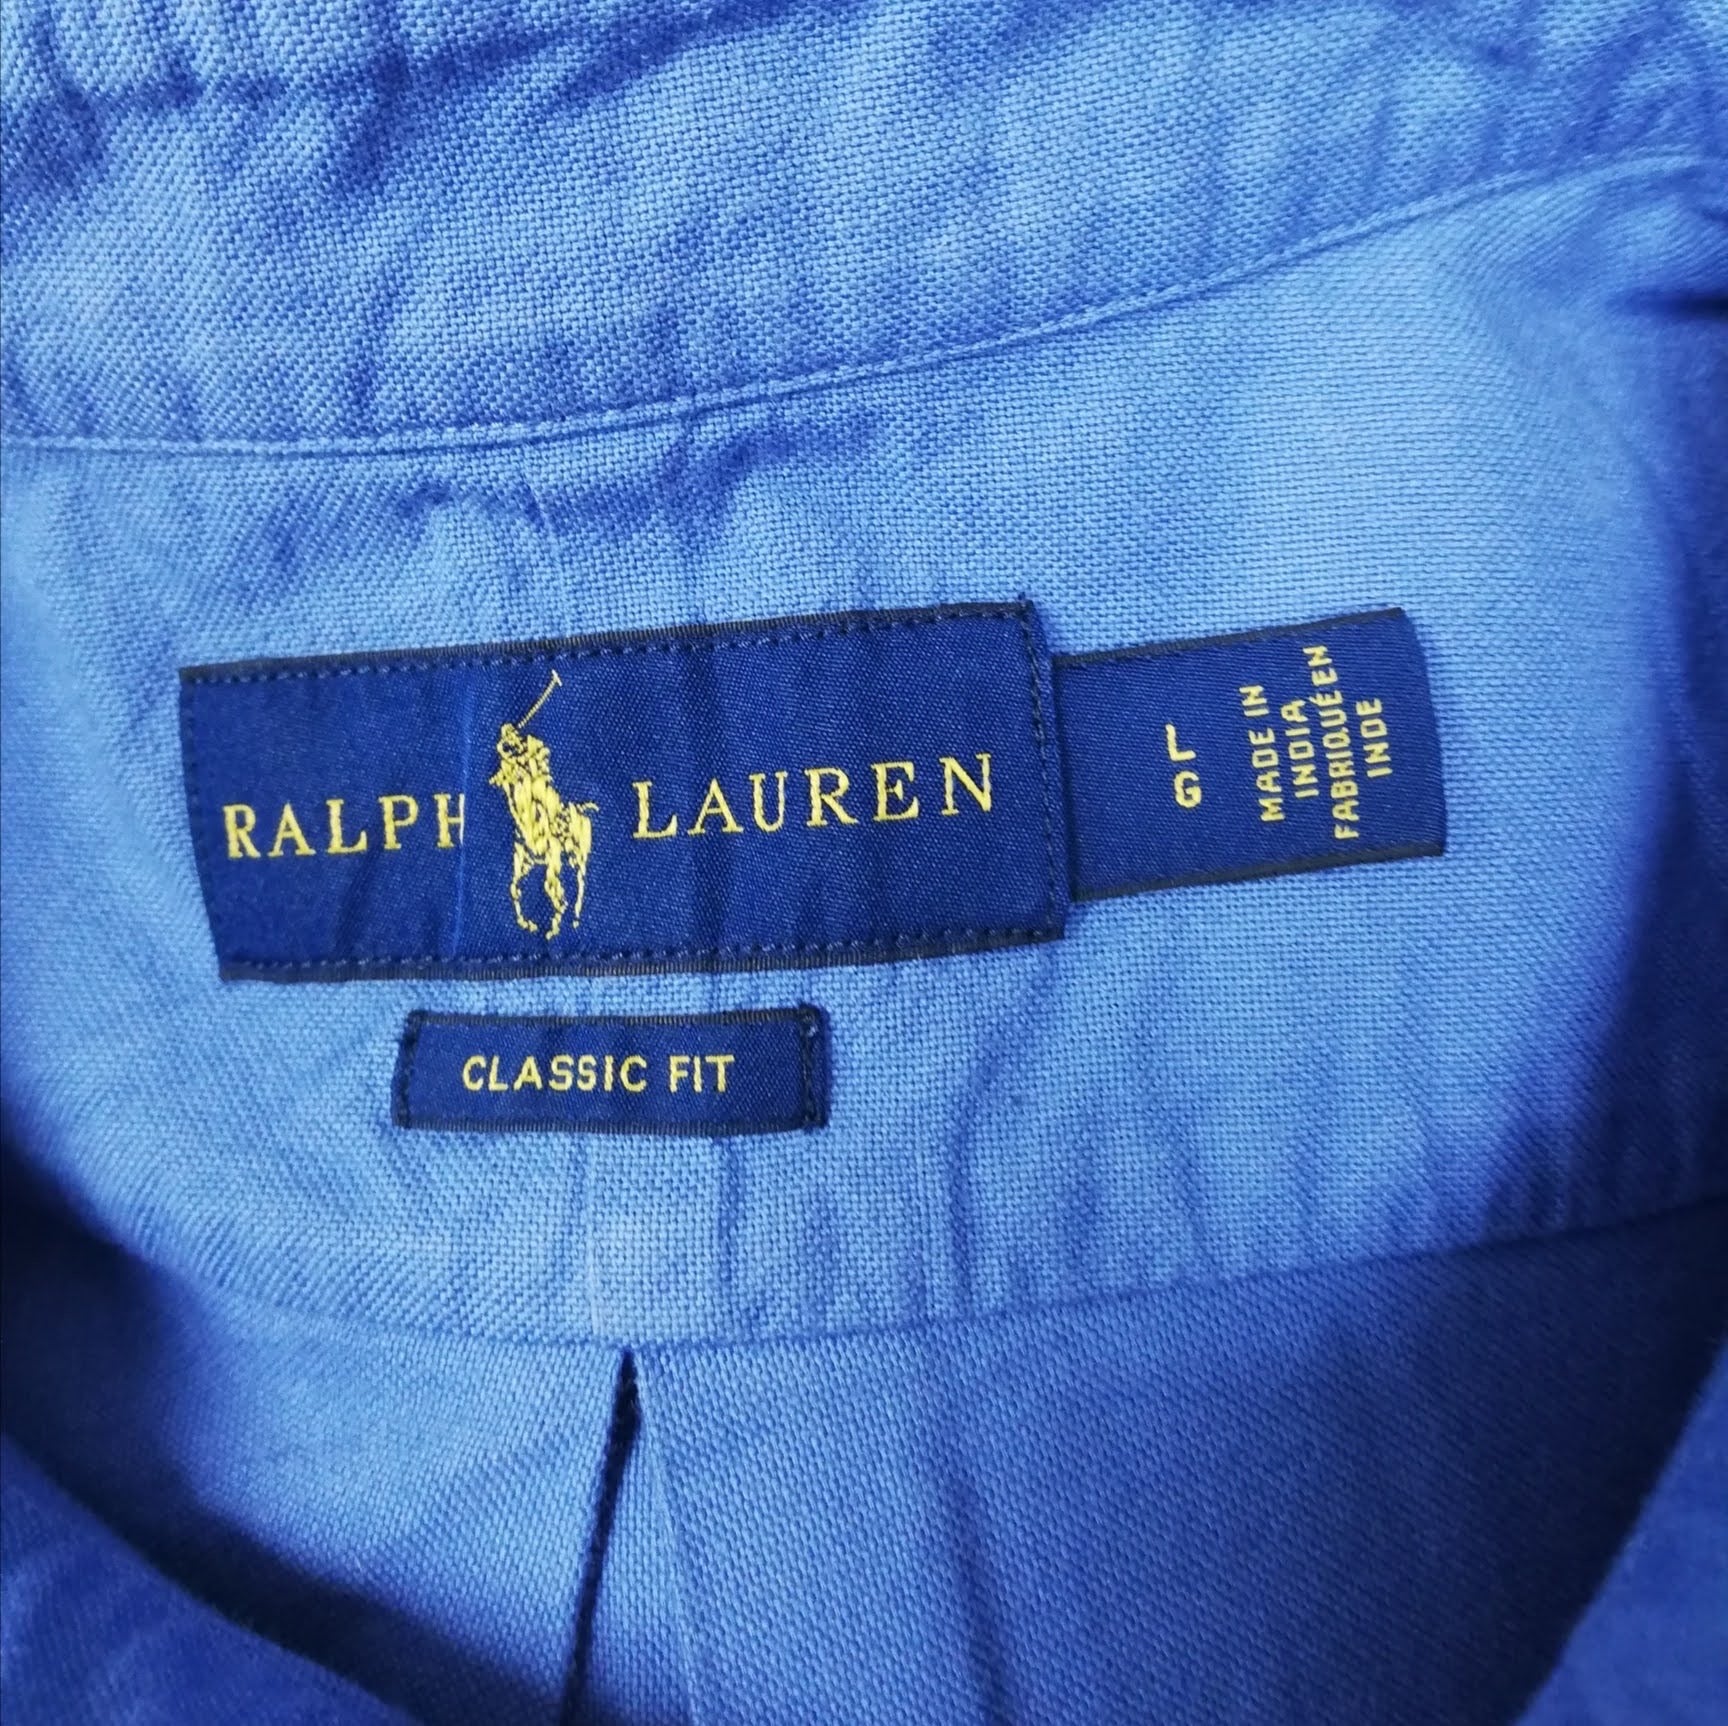 RALPH LAUREN
L
G
MADE IN
INDIA
FABRIQUÉ EN
INDE
CLASSIC FIT